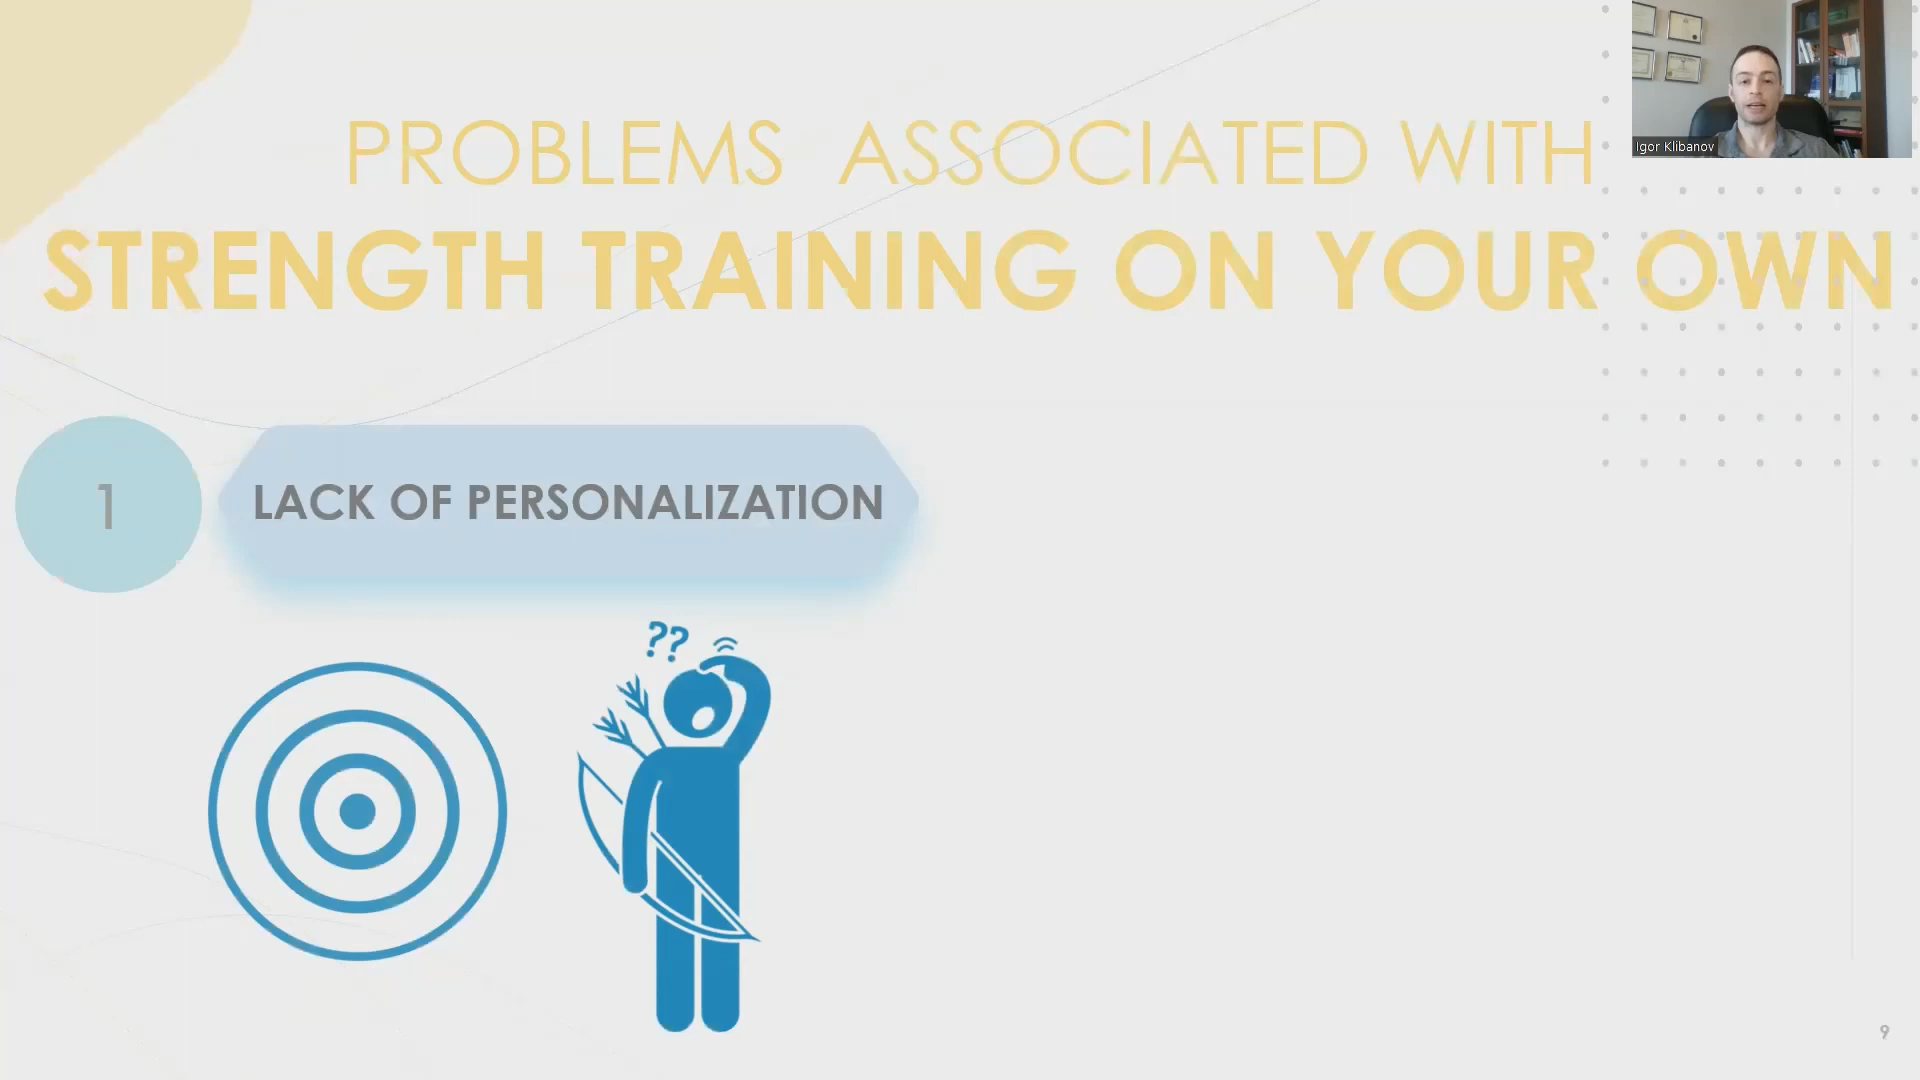 PROBLEMS ASSOCIATED WITH
STRENGTH TRAINING ON YOUR OWN
Igor Klibanov
1
LACK OF PERSONALIZATION
??
9